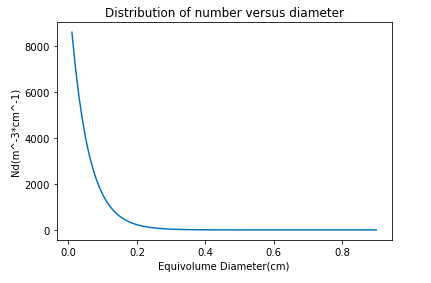 Distribution of number versus diameter
Nd(m^-3*cm^-1)
8000
6000
4000
2000
0
0.0 0.2 0.4 0.6 0.8
Equivolume Diameter(cm)